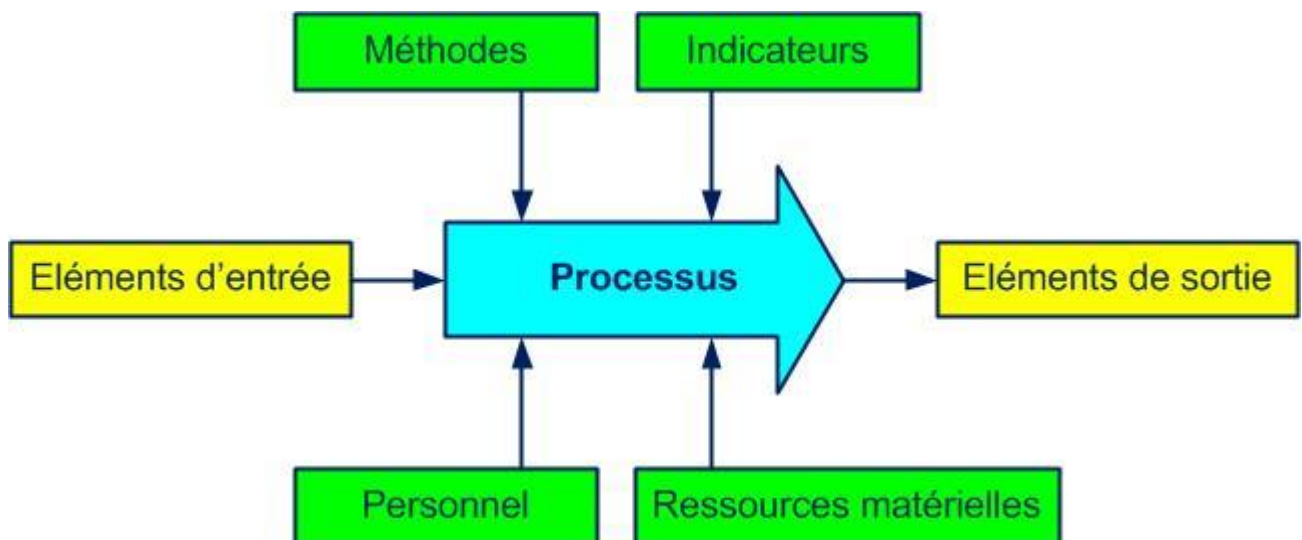 Méthodes
Indicateurs
Eléments d’entrée
Processus
Eléments de sortie
Personnel
Ressources matérielles